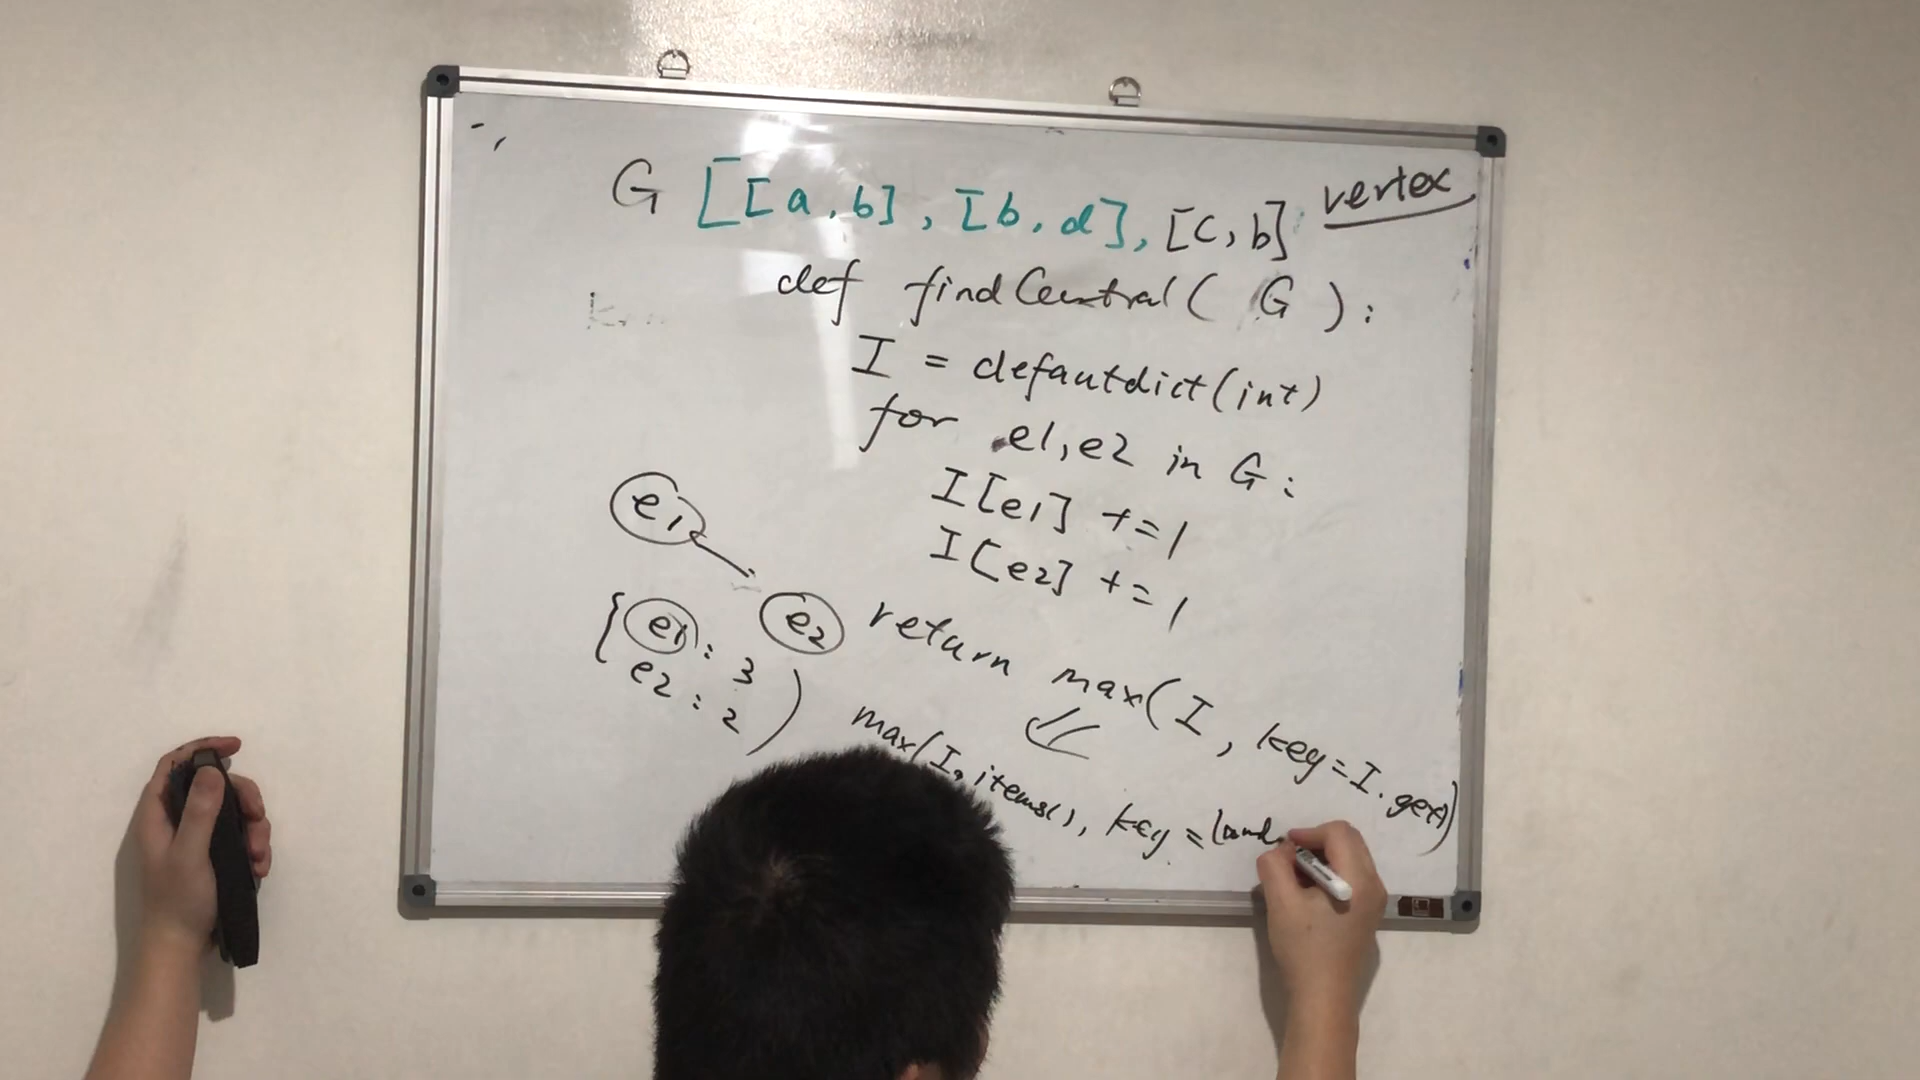 G [[a, b], [b, d], [c, b]
vertex
def findCentral( G ):
I = defautdict(int)
for e1,e2 in G:
I[e1] += 1
I[e2] += 1
return max(I, key=I.get)
max(I.items(), key =
e1
e2
{e1: 3
e2: 2 )